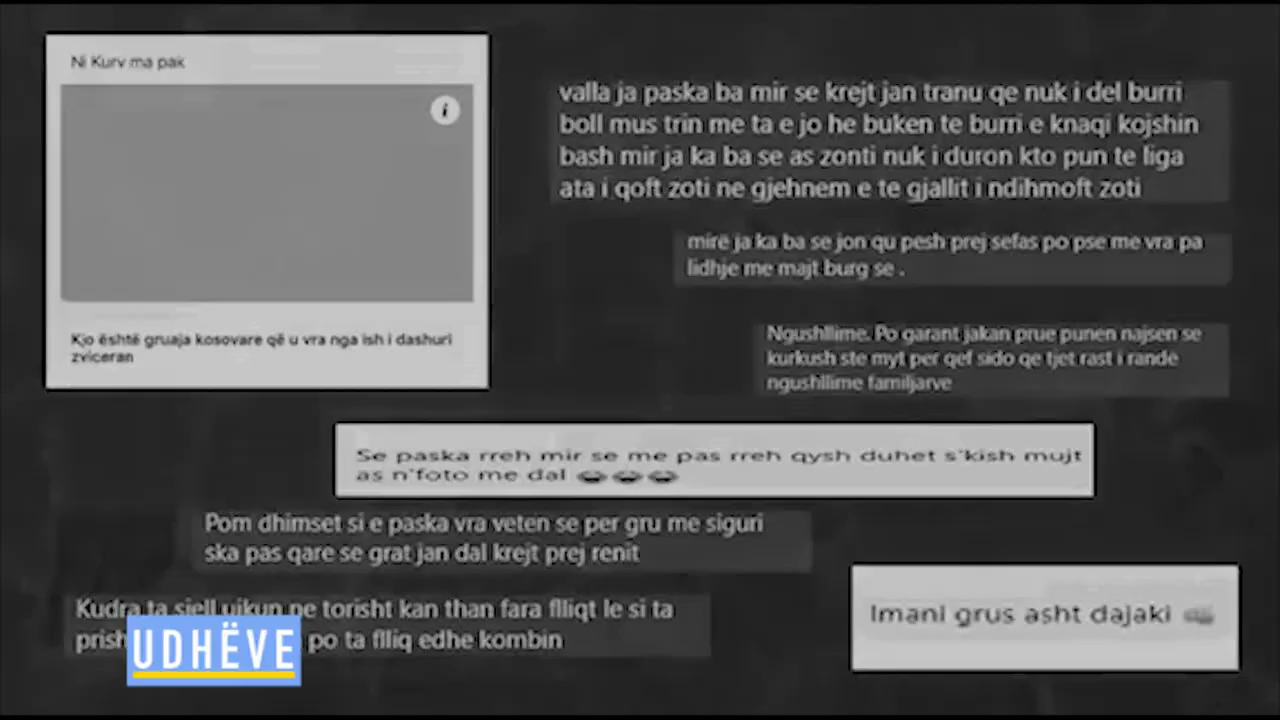 Ni Kurv ma pak
i
Kjo është gruaja kosovare që u vra nga ish i dashuri
zviceran
valla ja paska ba mir se krejt jan tranu qe nuk i del burri
boll mus trin me ta e jo he buken te burri e knaqi kojshin
bash mir ja ka ba se as zonti nuk i duron kto pun te liga
ata i qoft zoti ne gjehnem e te gjallit i ndihmoft zoti
mirë ja ka ba se jon qu pesh prej sefas po pse me vra pa
lidhje me majt burg se .
Ngushllime. Po garant jakan prue punen najsen se
kurkush ste myt per qef sido qe tjet rast i rande
ngushllime familjarve
Se paska rreh mir se me pas rreh qysh duhet s'kish mujt
as n'foto me dal 😂😂😂
Pom dhimset si e paska vra veten se per gru me siguri
ska pas qare se grat jan dal krejt prej renit
Kudra ta sjell ujkun ne torisht kan than fara flliqt le si ta
prish po ta flliq edhe kombin
UDHËVE
Imani grus asht dajaki